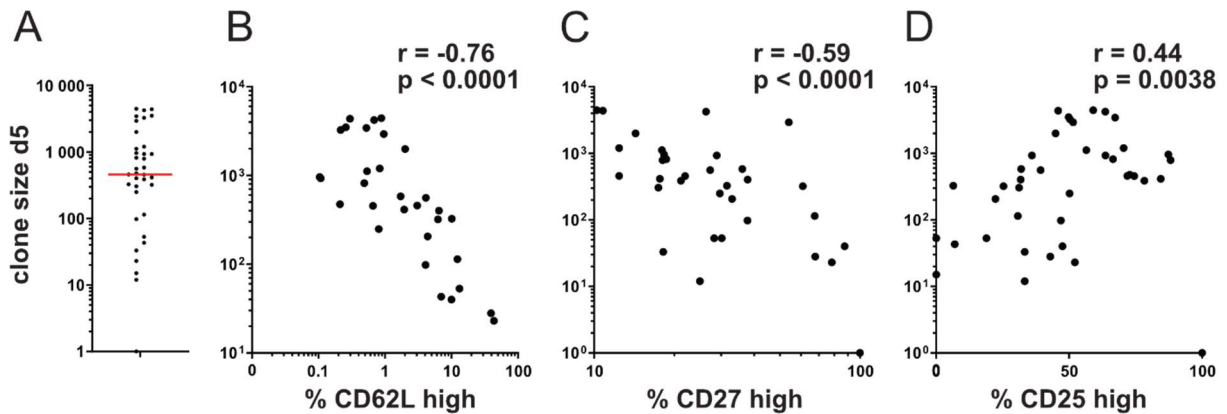 A
B
C
D
r = -0.76
p < 0.0001
r = -0.59
p < 0.0001
r = 0.44
p = 0.0038
clone size d5
10 000
1 000
100
10
1
10⁴
10³
10²
10¹
0
0.1
1
10
100
% CD62L high
10⁴
10³
10²
10¹
10⁰
10
100
% CD27 high
10⁴
10³
10²
10¹
10⁰
0
50
100
% CD25 high